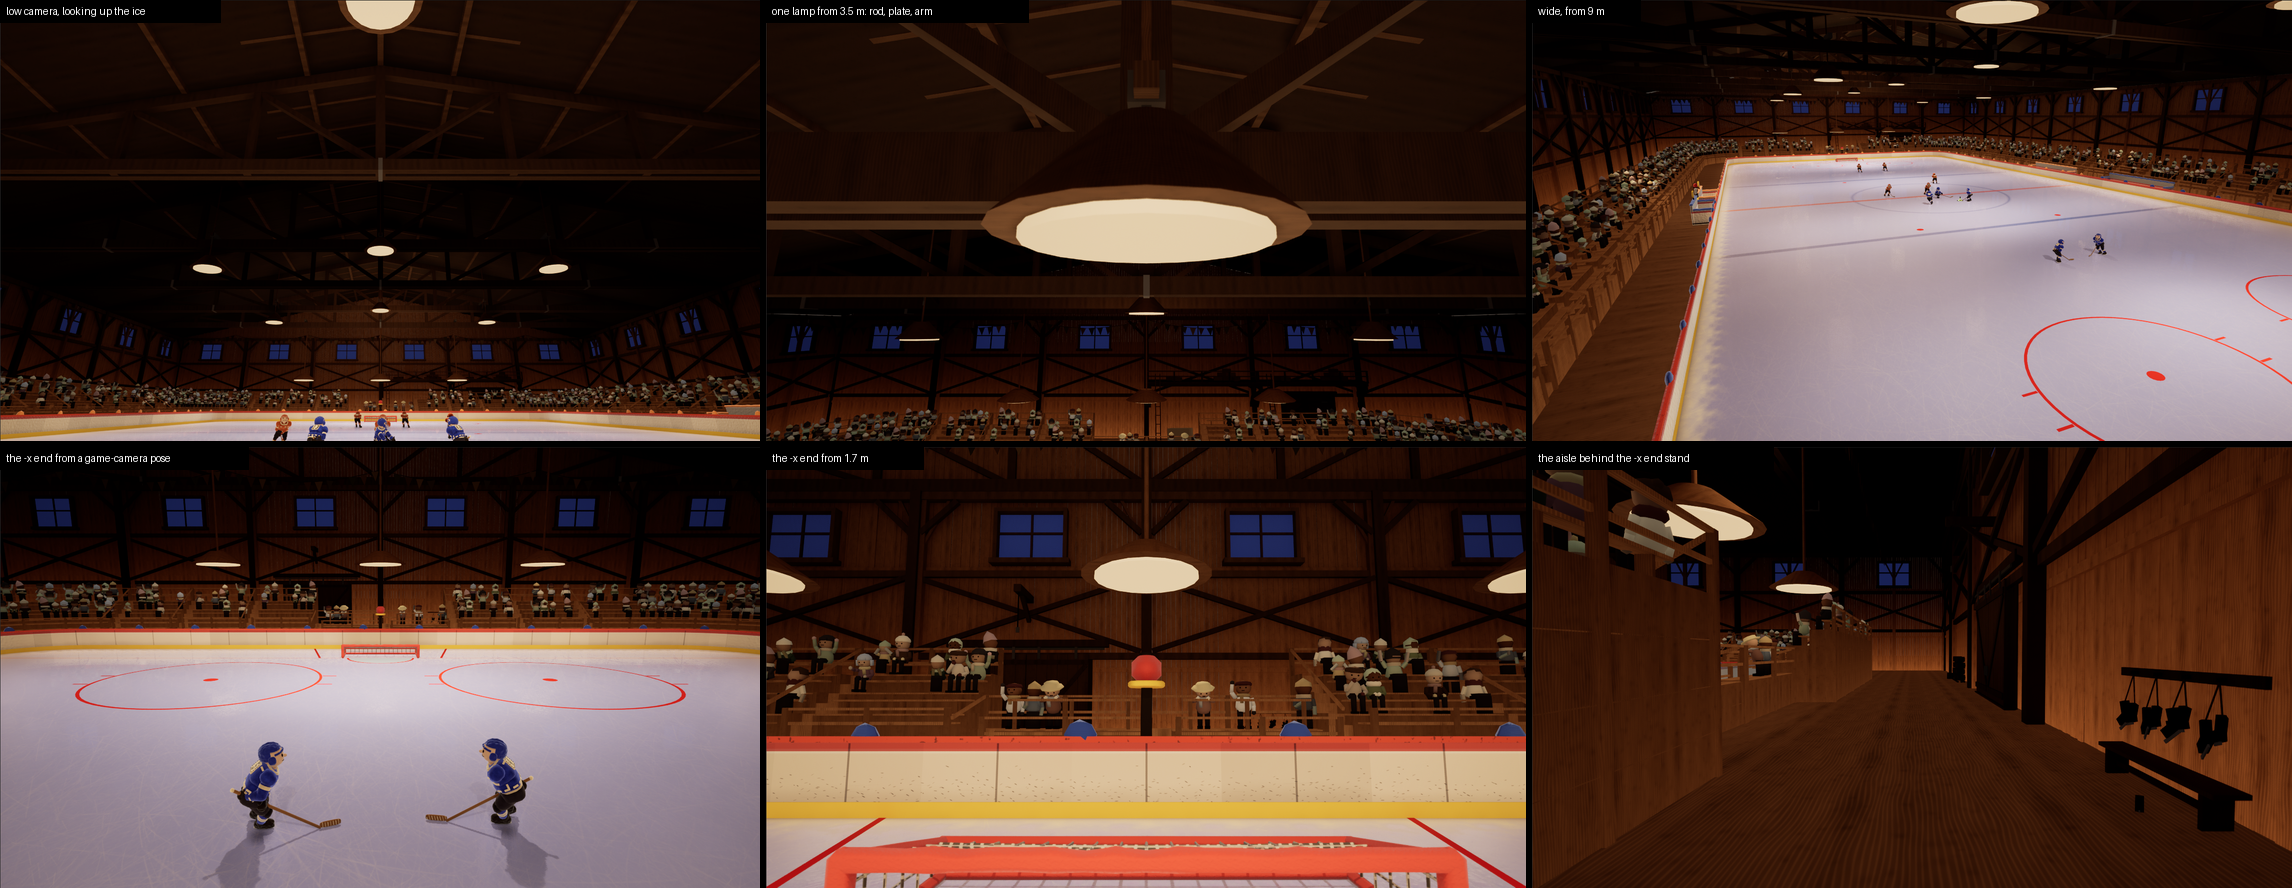 low camera, looking up the ice
one lamp from 3.5 m: rod, plate, arm
wide, from 9 m
the -x end from a game-camera pose
the -x end from 1.7 m
the aisle behind the -x end stand